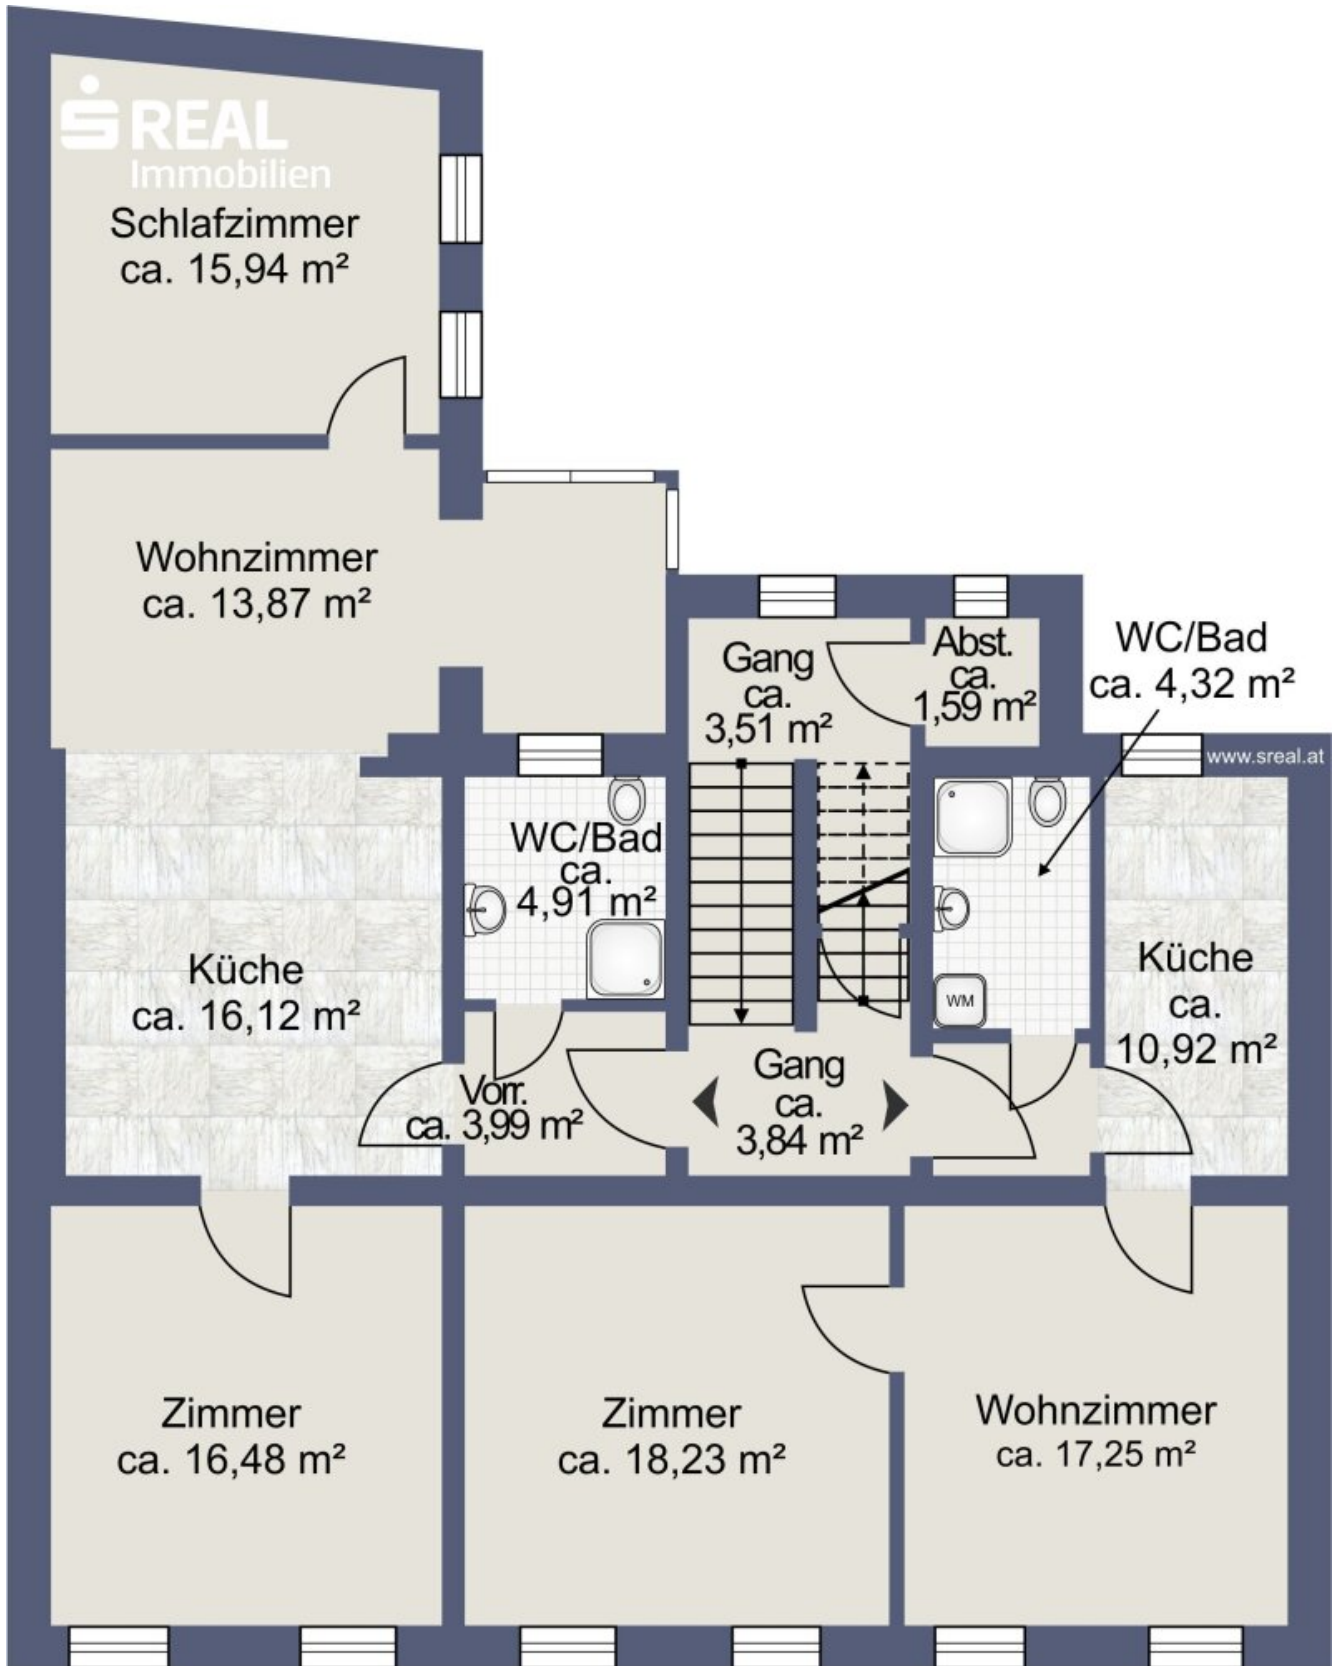 S REAL
Immobilien
Schlafzimmer
ca. 15,94 m²
Wohnzimmer
ca. 13,87 m²
Gang
ca.
3,51 m²
Abst.
ca.
1,59 m²
WC/Bad
ca. 4,32 m²
www.sreal.at
WC/Bad
ca.
4,91 m²
Küche
ca. 16,12 m²
WM
Küche
ca.
10,92 m²
Vorr.
ca. 3,99 m²
Gang
ca.
3,84 m²
Zimmer
ca. 16,48 m²
Zimmer
ca. 18,23 m²
Wohnzimmer
ca. 17,25 m²